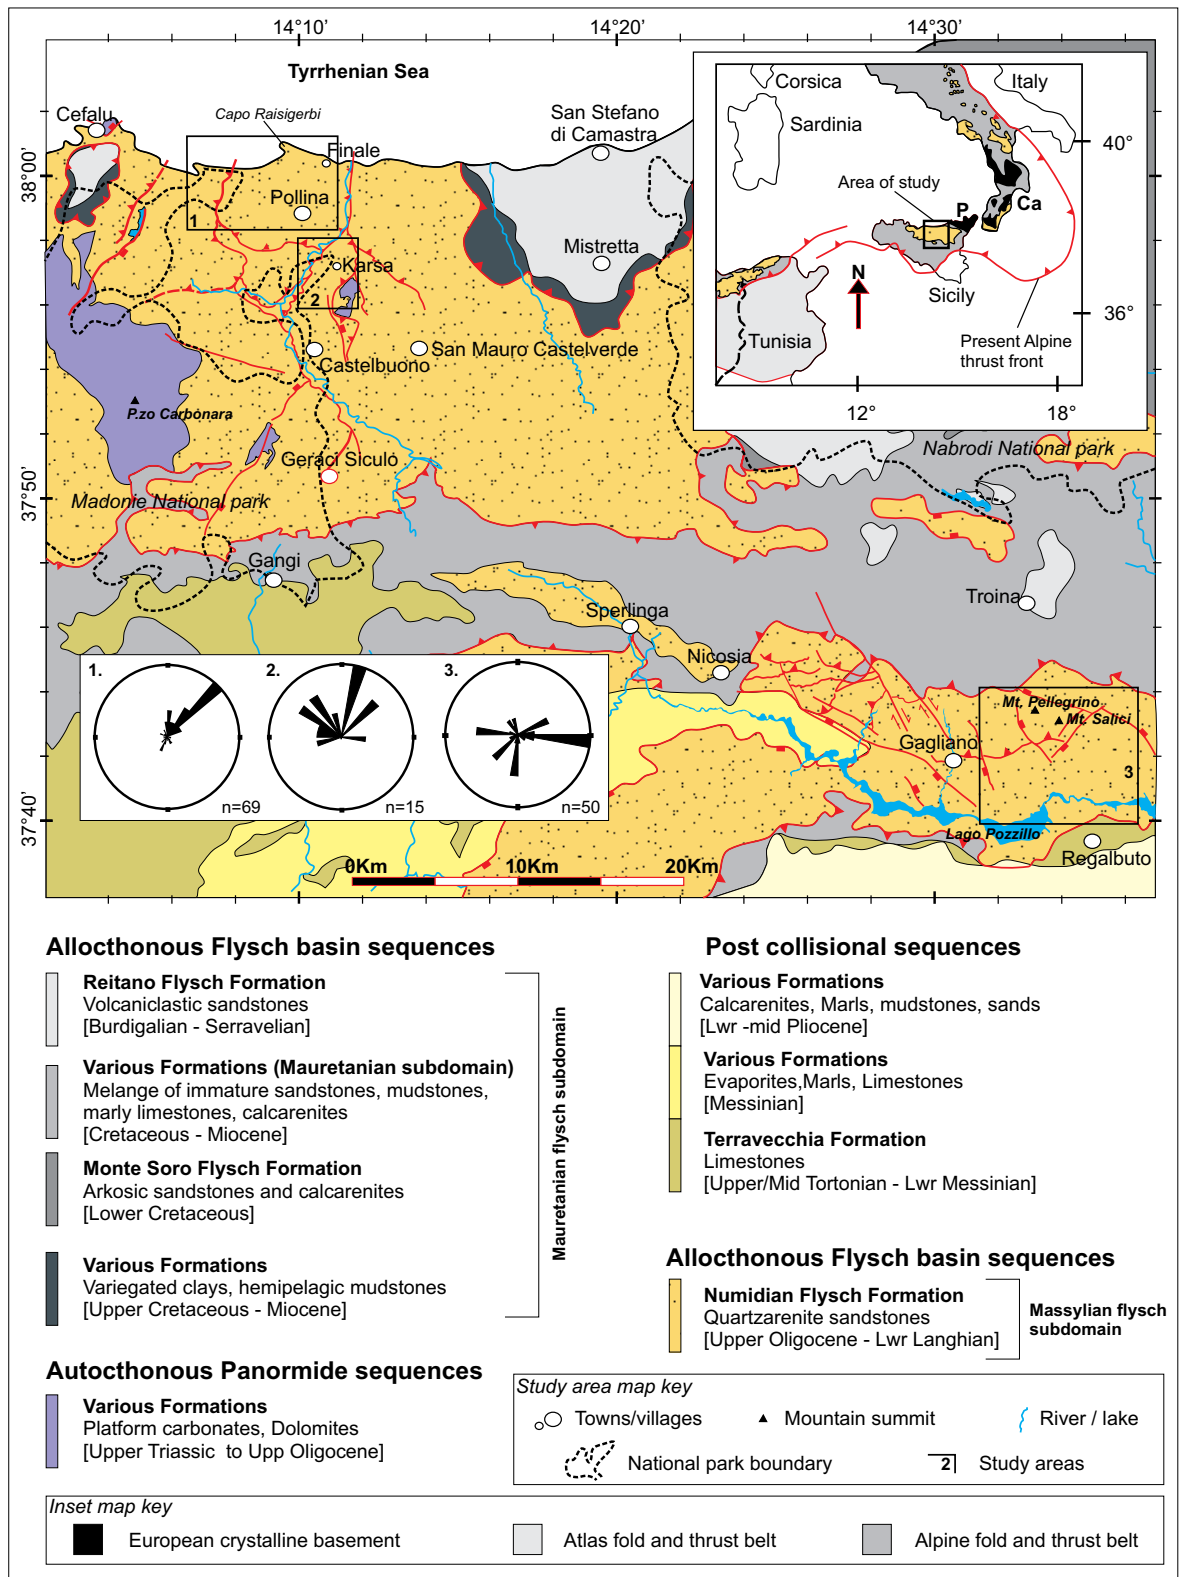 14°10'
14°20'
14°30'
38°00'
37°50'
37°40'
Tyrrhenian Sea
Cefalu
Capo Raisigerbi
Finale
Pollina
1
San Stefano
di Camastra
Mistretta
Karsa
2
Castelbuono
San Mauro Castelverde
P.zo Carbonara
Geraci Siculo
Madonie National park
Gangi
Sperlinga
Nicosia
Nabrodi National park
Troina
Mt. Pellegrino
Mt. Salici
Gagliano
3
Lago Pozzillo
Regalbuto
Corsica
Italy
Sardinia
40°
Area of study
P
Ca
N
Sicily
36°
Tunisia
Present Alpine
thrust front
12°
18°
1.
n=69
2.
n=15
3.
n=50
0Km
10Km
20Km
Allocthonous Flysch basin sequences
Reitano Flysch Formation
Volcaniclastic sandstones
[Burdigalian - Serravelian]
Various Formations (Mauretanian subdomain)
Melange of immature sandstones, mudstones,
marly limestones, calcarenites
[Cretaceous - Miocene]
Monte Soro Flysch Formation
Arkosic sandstones and calcarenites
[Lower Cretaceous]
Various Formations
Variegated clays, hemipelagic mudstones
[Upper Cretaceous - Miocene]
Mauretanian flysch subdomain
Autocthonous Panormide sequences
Various Formations
Platform carbonates, Dolomites
[Upper Triassic to Upp Oligocene]
Post collisional sequences
Various Formations
Calcarenites, Marls, mudstones, sands
[Lwr -mid Pliocene]
Various Formations
Evaporites,Marls, Limestones
[Messinian]
Terravecchia Formation
Limestones
[Upper/Mid Tortonian - Lwr Messinian]
Allocthonous Flysch basin sequences
Numidian Flysch Formation
Quartzarenite sandstones
[Upper Oligocene - Lwr Langhian]
Massylian flysch
subdomain
Study area map key
Towns/villages
Mountain summit
River / lake
National park boundary
2
Study areas
Inset map key
European crystalline basement
Atlas fold and thrust belt
Alpine fold and thrust belt